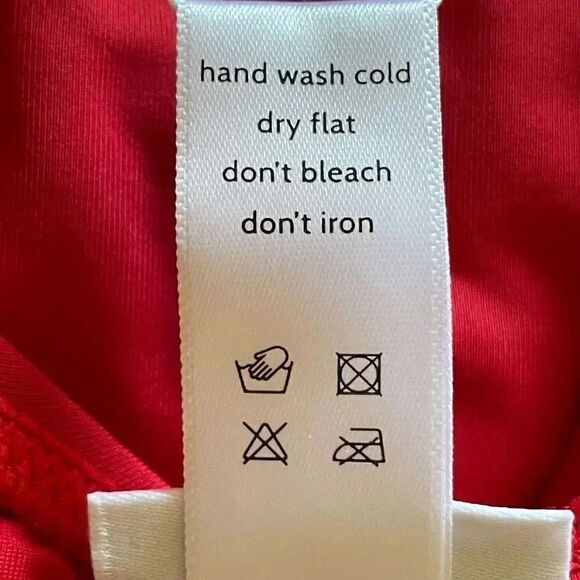 hand wash cold
dry flat
don't bleach
don't iron